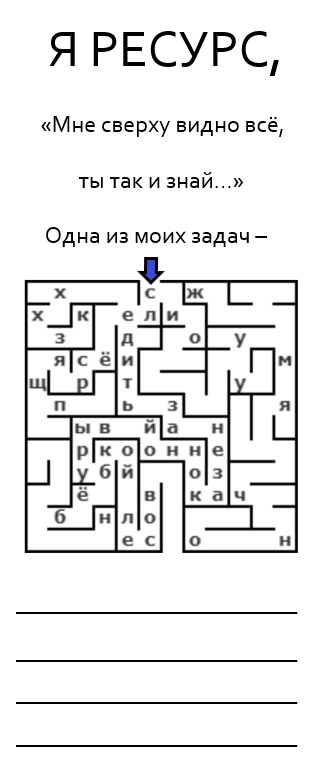 Я РЕСУРС,
«Мне сверху видно всё,
ты так и знай...»
Одна из моих задач –
х с ж
х к е л и
з д о у
я с ё и м
щ р т у
п ь з я
ы в й а н
р к о о н н е
у б й о з
ё в к а ч
б н л о
е с о н